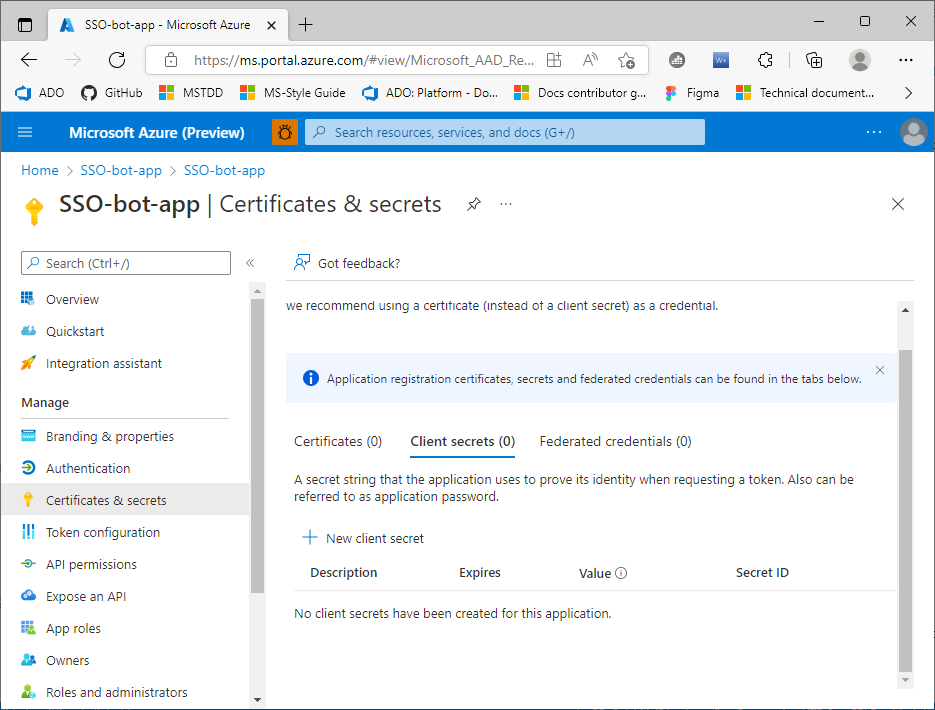 SSO-bot-app - Microsoft Azure
https://ms.portal.azure.com/#view/Microsoft_AAD_Re...
ADO
GitHub
MSTDD
MS-Style Guide
ADO: Platform - Do...
Docs contributor g...
Figma
Technical document...
Microsoft Azure (Preview)
Search resources, services, and docs (G+/)
Home > SSO-bot-app > SSO-bot-app
SSO-bot-app | Certificates & secrets
Search (Ctrl+/)
Overview
Quickstart
Integration assistant
Manage
Branding & properties
Authentication
Certificates & secrets
Token configuration
API permissions
Expose an API
App roles
Owners
Roles and administrators
Got feedback?
we recommend using a certificate (instead of a client secret) as a credential.
Application registration certificates, secrets and federated credentials can be found in the tabs below.
Certificates (0)
Client secrets (0)
Federated credentials (0)
A secret string that the application uses to prove its identity when requesting a token. Also can be
referred to as application password.
New client secret
Description
Expires
Value
Secret ID
No client secrets have been created for this application.